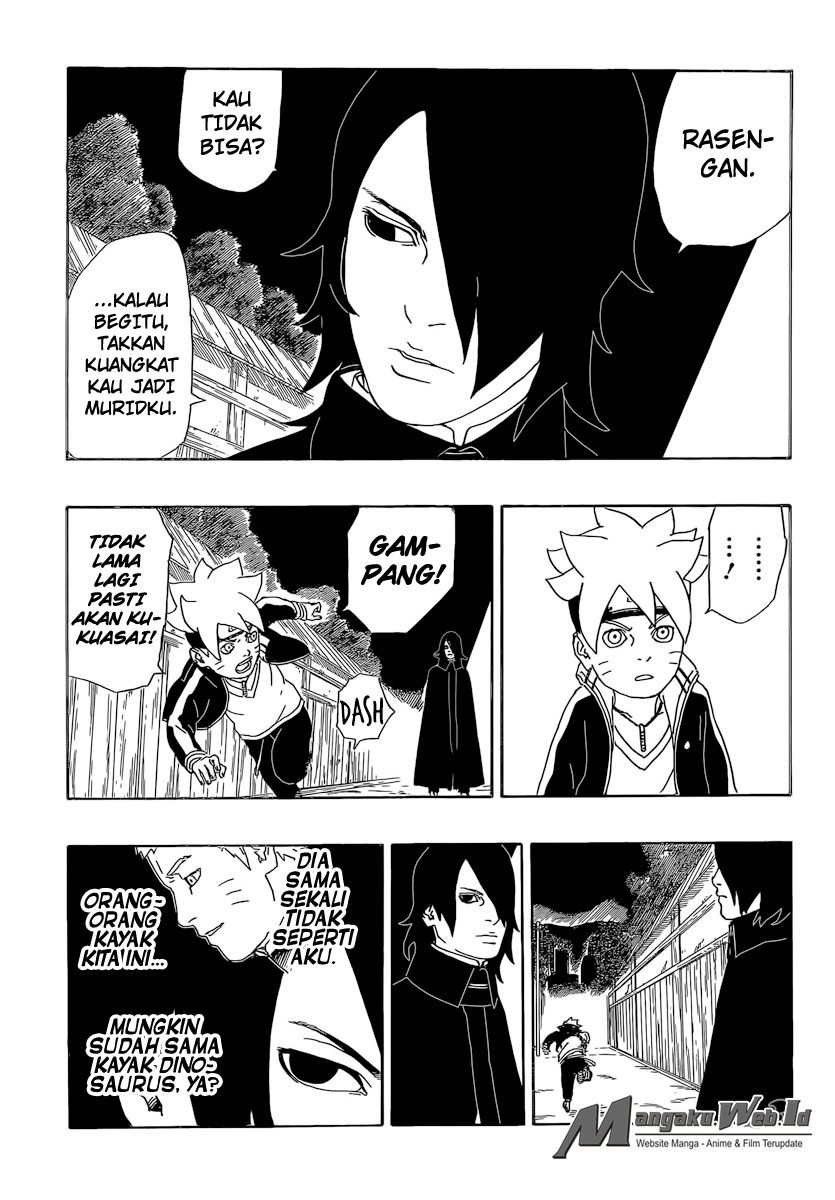 RASEN-
GAN.
KAU
TIDAK
BISA?
...KALAU
BEGITU,
TAKKAN
KUANGKAT
KAU JADI
MURIDKU.
......!
GAM-
PANG!
DASH
TIDAK
LAMA
LAGI
PASTI
AKAN KU-
KUASAI!
DIA
SAMA
SEKALI
TIDAK
SEPERTI
AKU.
ORANG-
ORANG
KAYAK
KITA INI...
MUNGKIN
SUDAH SAMA
KAYAK DINO-
SAURUS, YA?
Mangaku.Web.Id
Website Manga - Anime & Film Terupdate